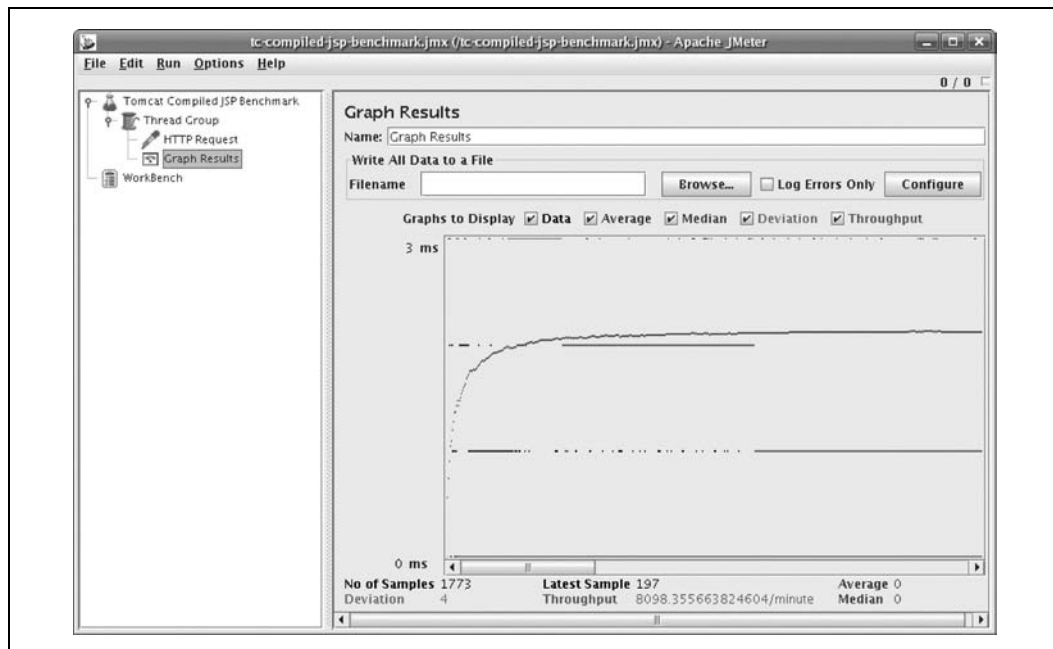 tc-compiled-jsp-benchmark.jmx (/tc-compiled-jsp-benchmark.jmx) - Apache JMeter
File Edit Run Options Help
0 / 0
Tomcat Compiled JSP Benchmark
Thread Group
HTTP Request
Graph Results
WorkBench
Graph Results
Name: Graph Results
Write All Data to a File
Filename Browse... Log Errors Only Configure
Graphs to Display Data Average Median Deviation Throughput
3 ms
0 ms
No of Samples 1773 Latest Sample 197 Average 0
Deviation 4 Throughput 8098.355663824604/minute Median 0